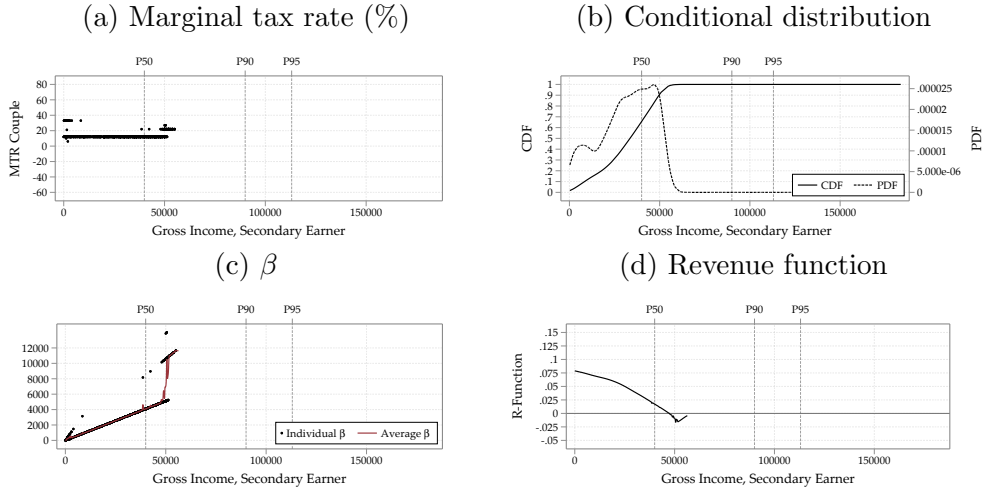 (a) Marginal tax rate (%)
P50 P90 P95
80
60
40
20
0
-20
-40
-60
MTR Couple
0 50000 100000 150000
Gross Income, Secondary Earner
(b) Conditional distribution
P50 P90 P95
1
.9
.8
.7
.6
.5
.4
.3
.2
.1
0
CDF
.000025
.00002
.000015
.00001
5.000e-06
0
PDF
CDF PDF
0 50000 100000 150000
Gross Income, Secondary Earner
(c) β
P50 P90 P95
12000
10000
8000
6000
4000
2000
0
Individual β Average β
0 50000 100000 150000
Gross Income, Secondary Earner
(d) Revenue function
P50 P90 P95
.15
.125
.1
.075
.05
.025
0
-.025
-.05
R-Function
0 50000 100000 150000
Gross Income, Secondary Earner